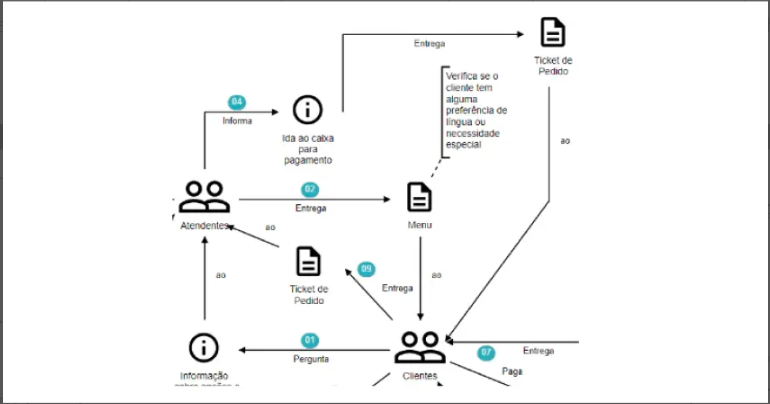 Entrega
Ticket de
Pedido
Verifica se o
cliente tem
alguma
preferência de
língua ou
necessidade
especial
04
Informa
Ida ao caixa
para
pagamento
ao
02
Entrega
Atendentes
ao
Menu
09
Entrega
ao
ao
Ticket de
Pedido
01
Pergunta
Informação
sobre opções e
Clientes
07
Entrega
Paga